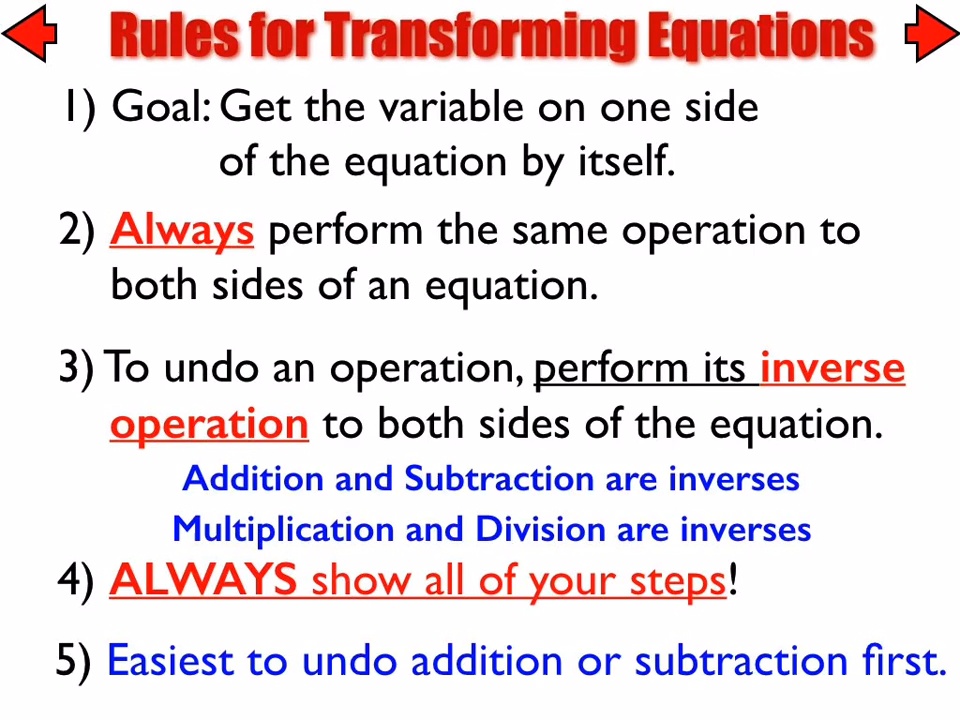 Rules for Transforming Equations
1) Goal: Get the variable on one side
of the equation by itself.
2) Always perform the same operation to
both sides of an equation.
3) To undo an operation, perform its inverse
operation to both sides of the equation.
Addition and Subtraction are inverses
Multiplication and Division are inverses
4) ALWAYS show all of your steps!
5) Easiest to undo addition or subtraction first.